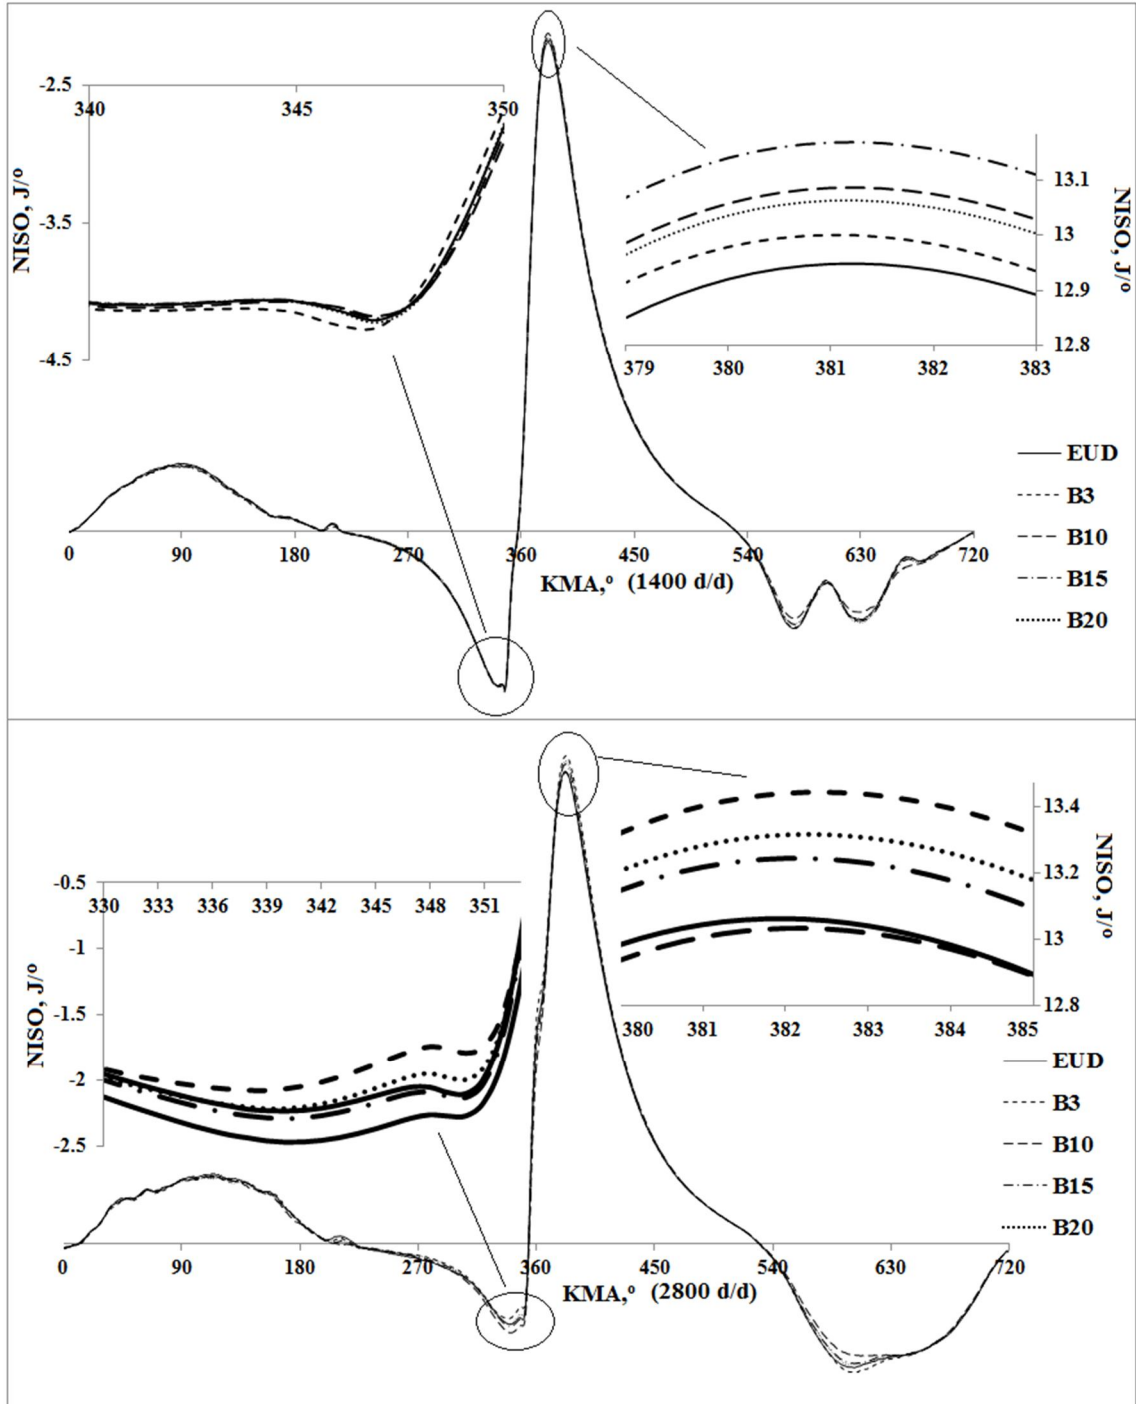 -2.5
340 345 350
NISO, J/º
-3.5
-4.5
13.1
13
12.9
12.8
NISO, J/º
379 380 381 382 383
EUD
B3
B10
B15
B20
0 90 180 270 360 450 540 630 720
KMA,º (1400 d/d)
-0.5
330 333 336 339 342 345 348 351
-1
-1.5
-2
-2.5
NISO, J/º
13.4
13.2
13
12.8
NISO, J/º
380 381 382 383 384 385
EUD
B3
B10
B15
B20
0 90 180 270 360 450 540 630 720
KMA,º (2800 d/d)